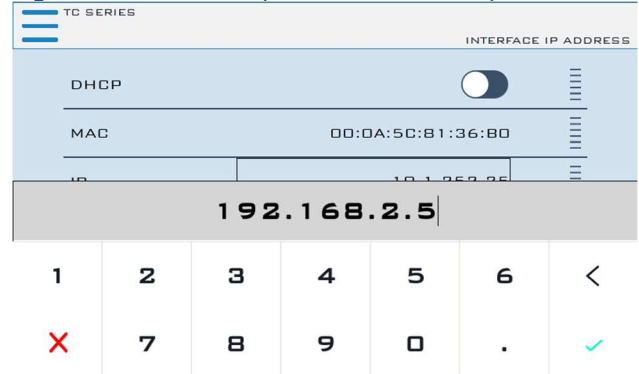 TC SERIES
INTERFACE IP ADDRESS
DHCP
MAC 00:0A:5C:81:36:B0
IP
192.168.2.5
1 2 3 4 5 6 <
7 8 9 0 .